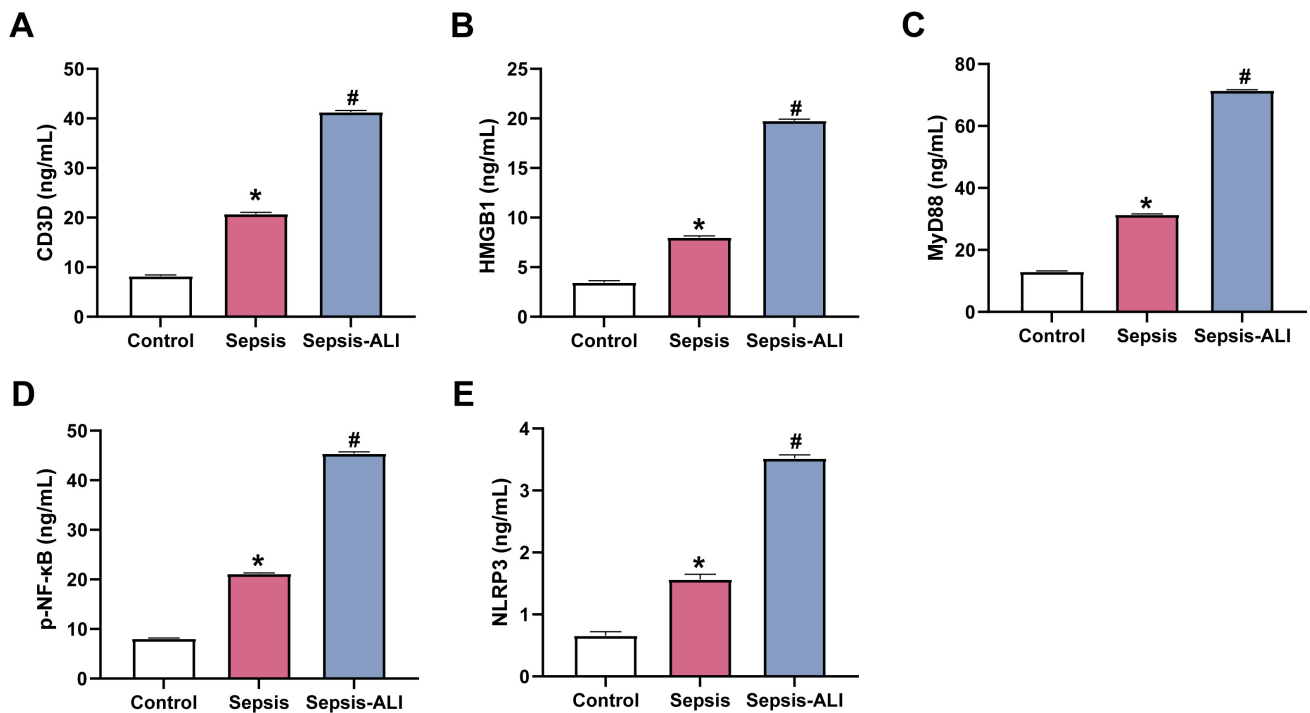 A
CD3D (ng/mL)
50
40
30
20
10
0
#
*
Control Sepsis Sepsis-ALI
B
HMGB1 (ng/mL)
25
20
15
10
5
0
#
*
Control Sepsis Sepsis-ALI
C
MyD88 (ng/mL)
80
60
40
20
0
#
*
Control Sepsis Sepsis-ALI
D
p-NF-κB (ng/mL)
50
40
30
20
10
0
#
*
Control Sepsis Sepsis-ALI
E
NLRP3 (ng/mL)
4
3
2
1
0
#
*
Control Sepsis Sepsis-ALI